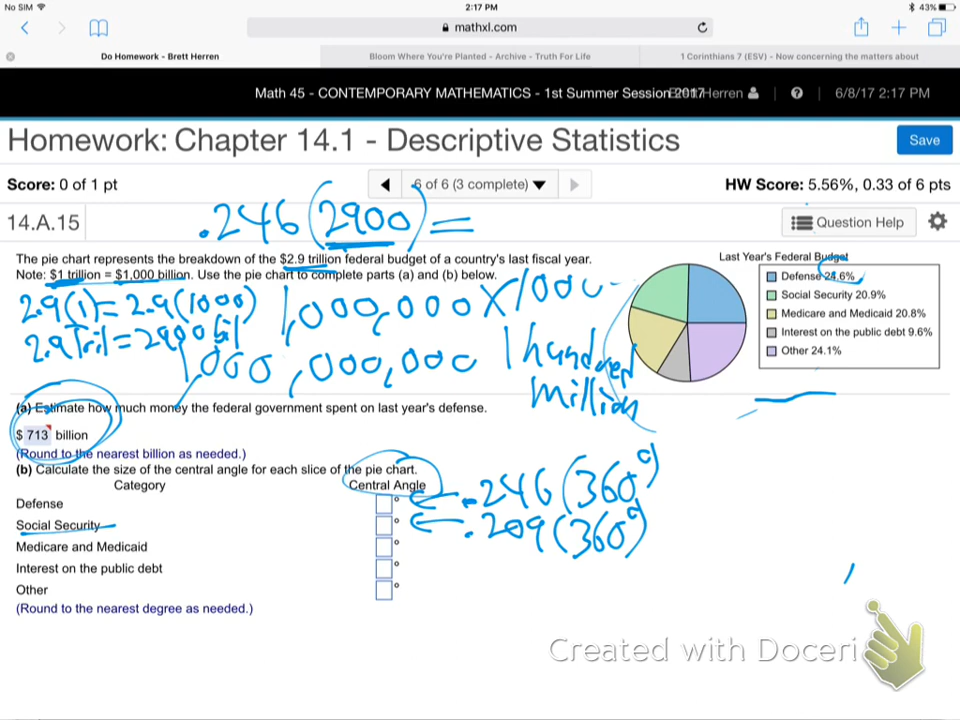 No SIM 2:17 PM 43%
mathxl.com
Do Homework - Brett Herren Bloom Where You're Planted - Archive - Truth For Life 1 Corinthians 7 (ESV) - Now concerning the matters about
Math 45 - CONTEMPORARY MATHEMATICS - 1st Summer Session 2017 Herren 6/8/17 2:17 PM
Homework: Chapter 14.1 - Descriptive Statistics Save
Score: 0 of 1 pt 6 of 6 (3 complete) HW Score: 5.56%, 0.33 of 6 pts
14.A.15 .246(2900)= Question Help
The pie chart represents the breakdown of the $2.9 trillion federal budget of a country's last fiscal year.
Note: $1 trillion = $1,000 billion. Use the pie chart to complete parts (a) and (b) below.
Last Year's Federal Budget
Defense 24.6%
Social Security 20.9%
Medicare and Medicaid 20.8%
Interest on the public debt 9.6%
Other 24.1%
2.9(1)=2.9(1000) 1,000,000 X 1000
2.9Tril=2900bil
1,000,000,000 1 hundred
million
(a) Estimate how much money the federal government spent on last year's defense.
$ 713 billion
(Round to the nearest billion as needed.)
(b) Calculate the size of the central angle for each slice of the pie chart.
Category Central Angle
Defense ° .246(360°)
Social Security ° .209(360°)
Medicare and Medicaid °
Interest on the public debt °
Other °
(Round to the nearest degree as needed.)
Created with Doceri